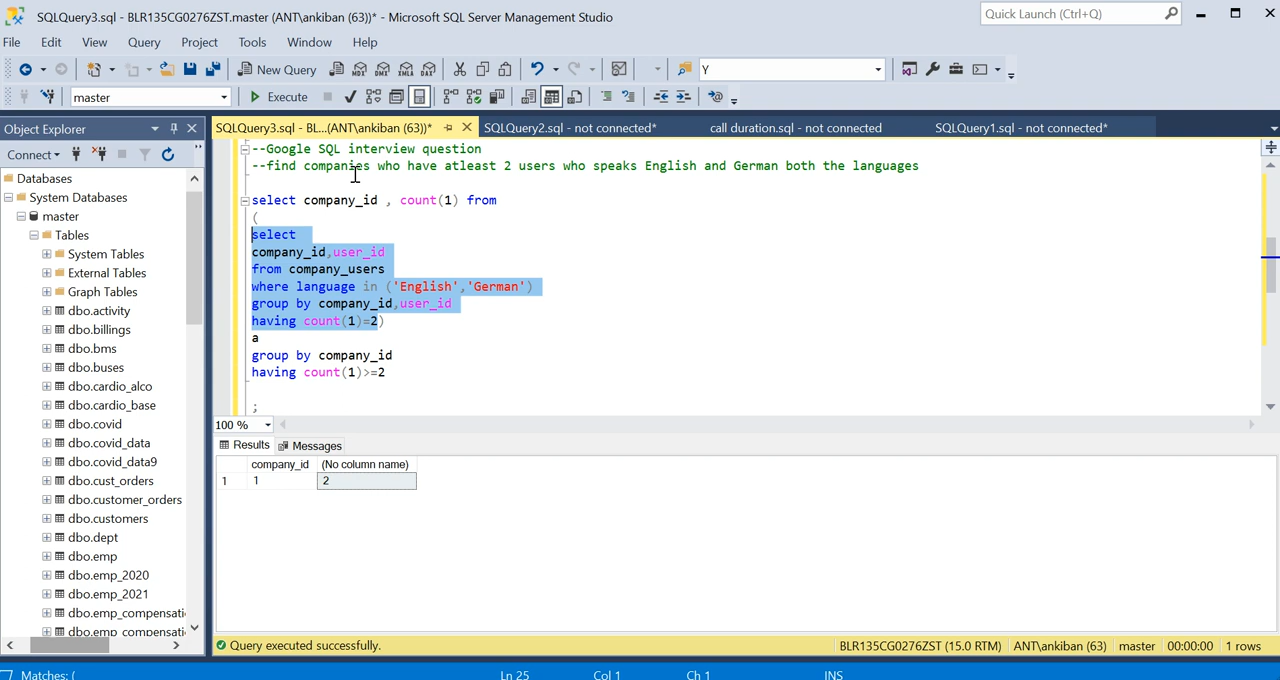 SQLQuery3.sql - BLR135CG0276ZST.master (ANT\ankiban (63))* - Microsoft SQL Server Management Studio
Quick Launch (Ctrl+Q)
File Edit View Query Project Tools Window Help
New Query
MDX DMX XMLA DAX
Y
master
Execute
Object Explorer
SQLQuery3.sql - BL...(ANT\ankiban (63))*
SQLQuery2.sql - not connected*
call duration.sql - not connected
SQLQuery1.sql - not connected*
Connect
Databases
System Databases
master
Tables
System Tables
External Tables
Graph Tables
dbo.activity
dbo.billings
dbo.bms
dbo.buses
dbo.cardio_alco
dbo.cardio_base
dbo.covid
dbo.covid_data
dbo.covid_data9
dbo.cust_orders
dbo.customer_orders
dbo.customers
dbo.dept
dbo.emp
dbo.emp_2020
dbo.emp_2021
dbo.emp_compensati
dbo.emp_compensati
--Google SQL interview question
--find companies who have atleast 2 users who speaks English and German both the languages
select company_id , count(1) from
(
select
company_id,user_id
from company_users
where language in ('English','German')
group by company_id,user_id
having count(1)=2)
a
group by company_id
having count(1)>=2
;
100 %
Results Messages
company_id (No column name)
1 1 2
Query executed successfully.
BLR135CG0276ZST (15.0 RTM) ANT\ankiban (63) master 00:00:00 1 rows
Matches: (
Ln 25 Col 1 Ch 1 INS